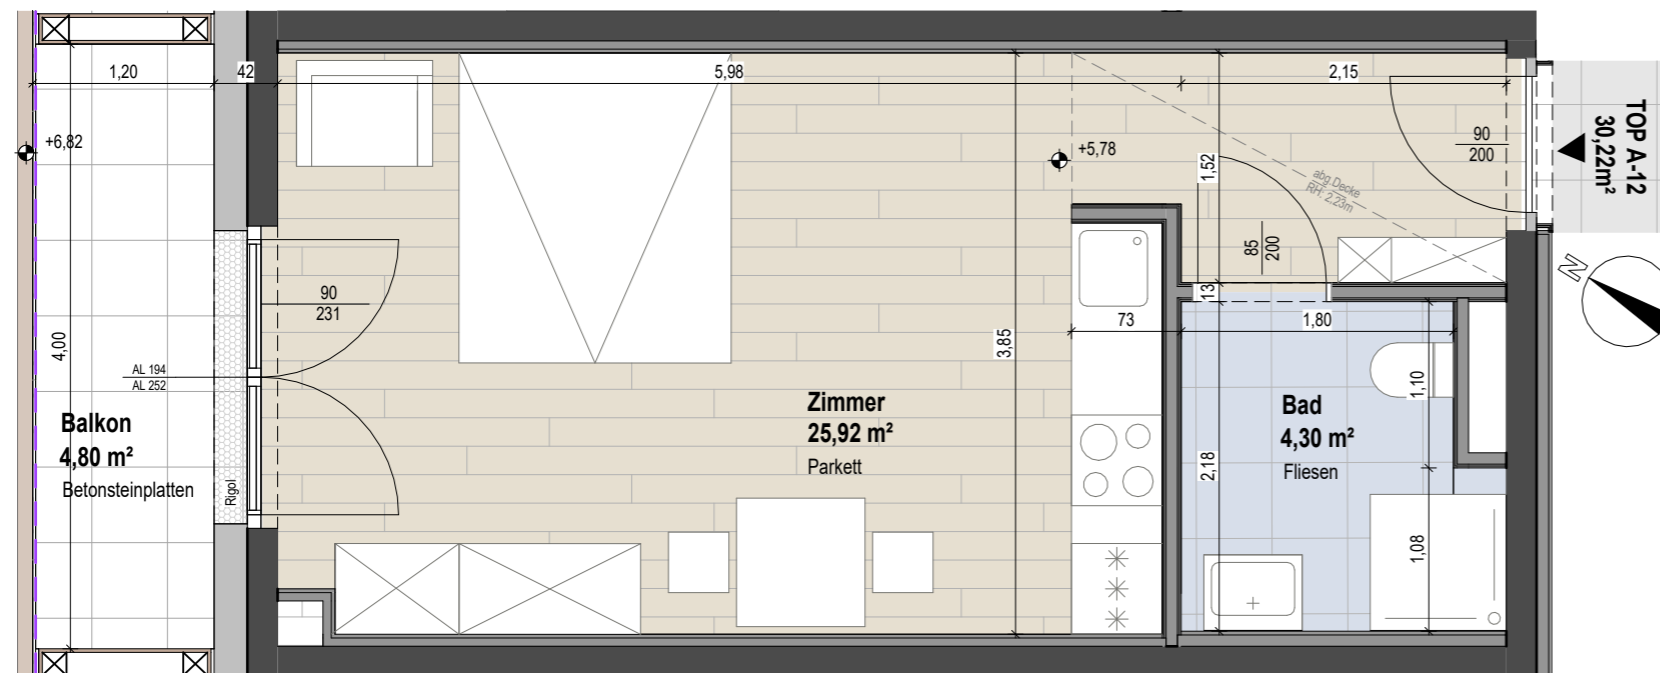 1,20
42
5,98
2,15
+6,82
+5,78
1,52
90
200
TOP A-12
30,22m²
abg.Decke
RH: 2,23m
85
200
N
13
90
231
4,00
3,85
73
1,80
AL 194
AL 252
1,10
Balkon
4,80 m²
Betonsteinplatten
Rigol
Zimmer
25,92 m²
Parkett
Bad
4,30 m²
Fliesen
2,18
1,08